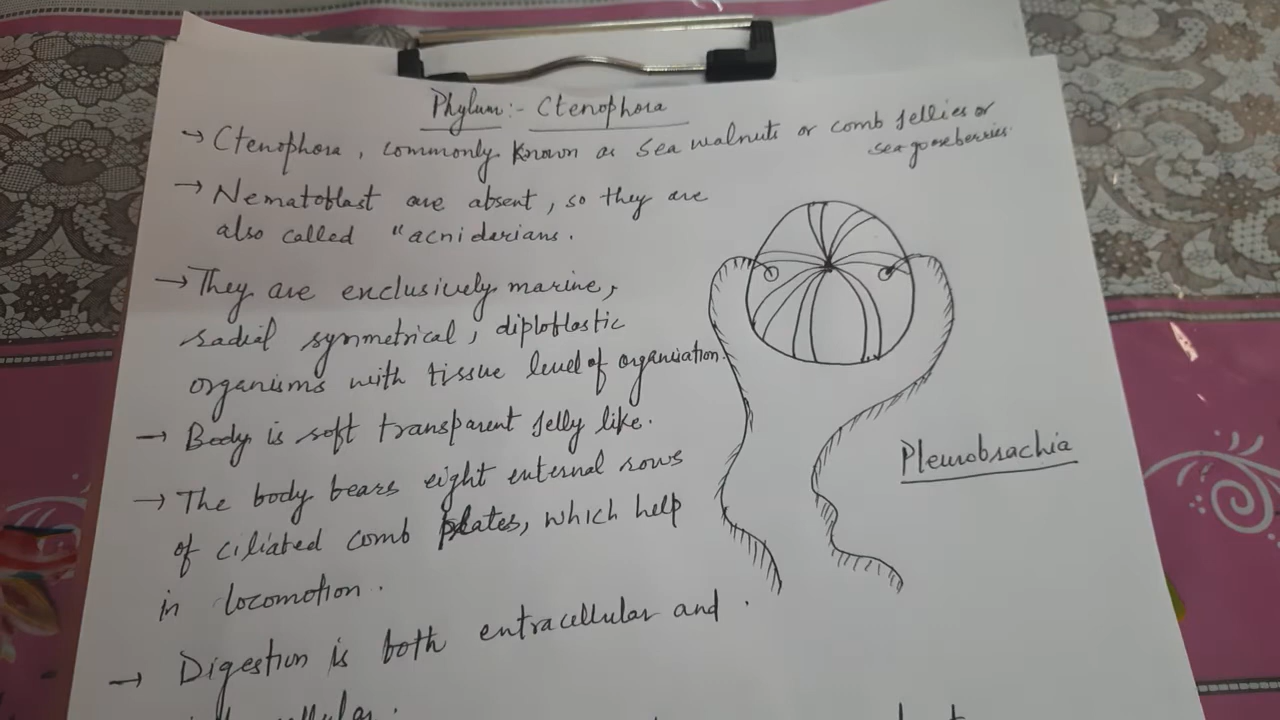 Phylum:- Ctenophora
→ Ctenophora, commonly known as sea walnuts or comb jellies or
sea gooseberries.
→ Nematoblast are absent, so they are
also called "acnidarians.
→ They are exclusively marine,
radial symmetrical, diploblastic
organisms with tissue level of organisation.
→ Body is soft transparent jelly like.
→ The body bears eight external rows
of ciliated comb plates, which help
in locomotion.
Pleurobrachia
→ Digestion is both extracellular and